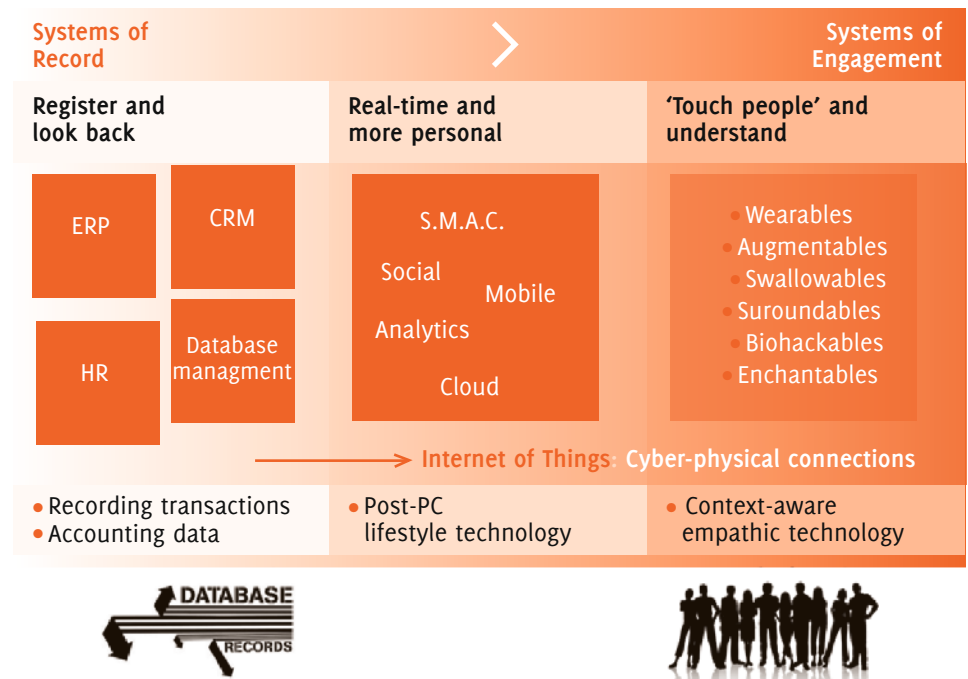 Systems of
Record
Systems of
Engagement
Register and
look back
Real-time and
more personal
‘Touch people’ and
understand
ERP
CRM
HR
Database
managment
S.M.A.C.
Social
Mobile
Analytics
Cloud
• Wearables
• Augmentables
• Swallowables
• Suroundables
• Biohackables
• Enchantables
Internet of Things: Cyber-physical connections
• Recording transactions
• Accounting data
• Post-PC
lifestyle technology
• Context-aware
empathic technology
DATABASE
RECORDS